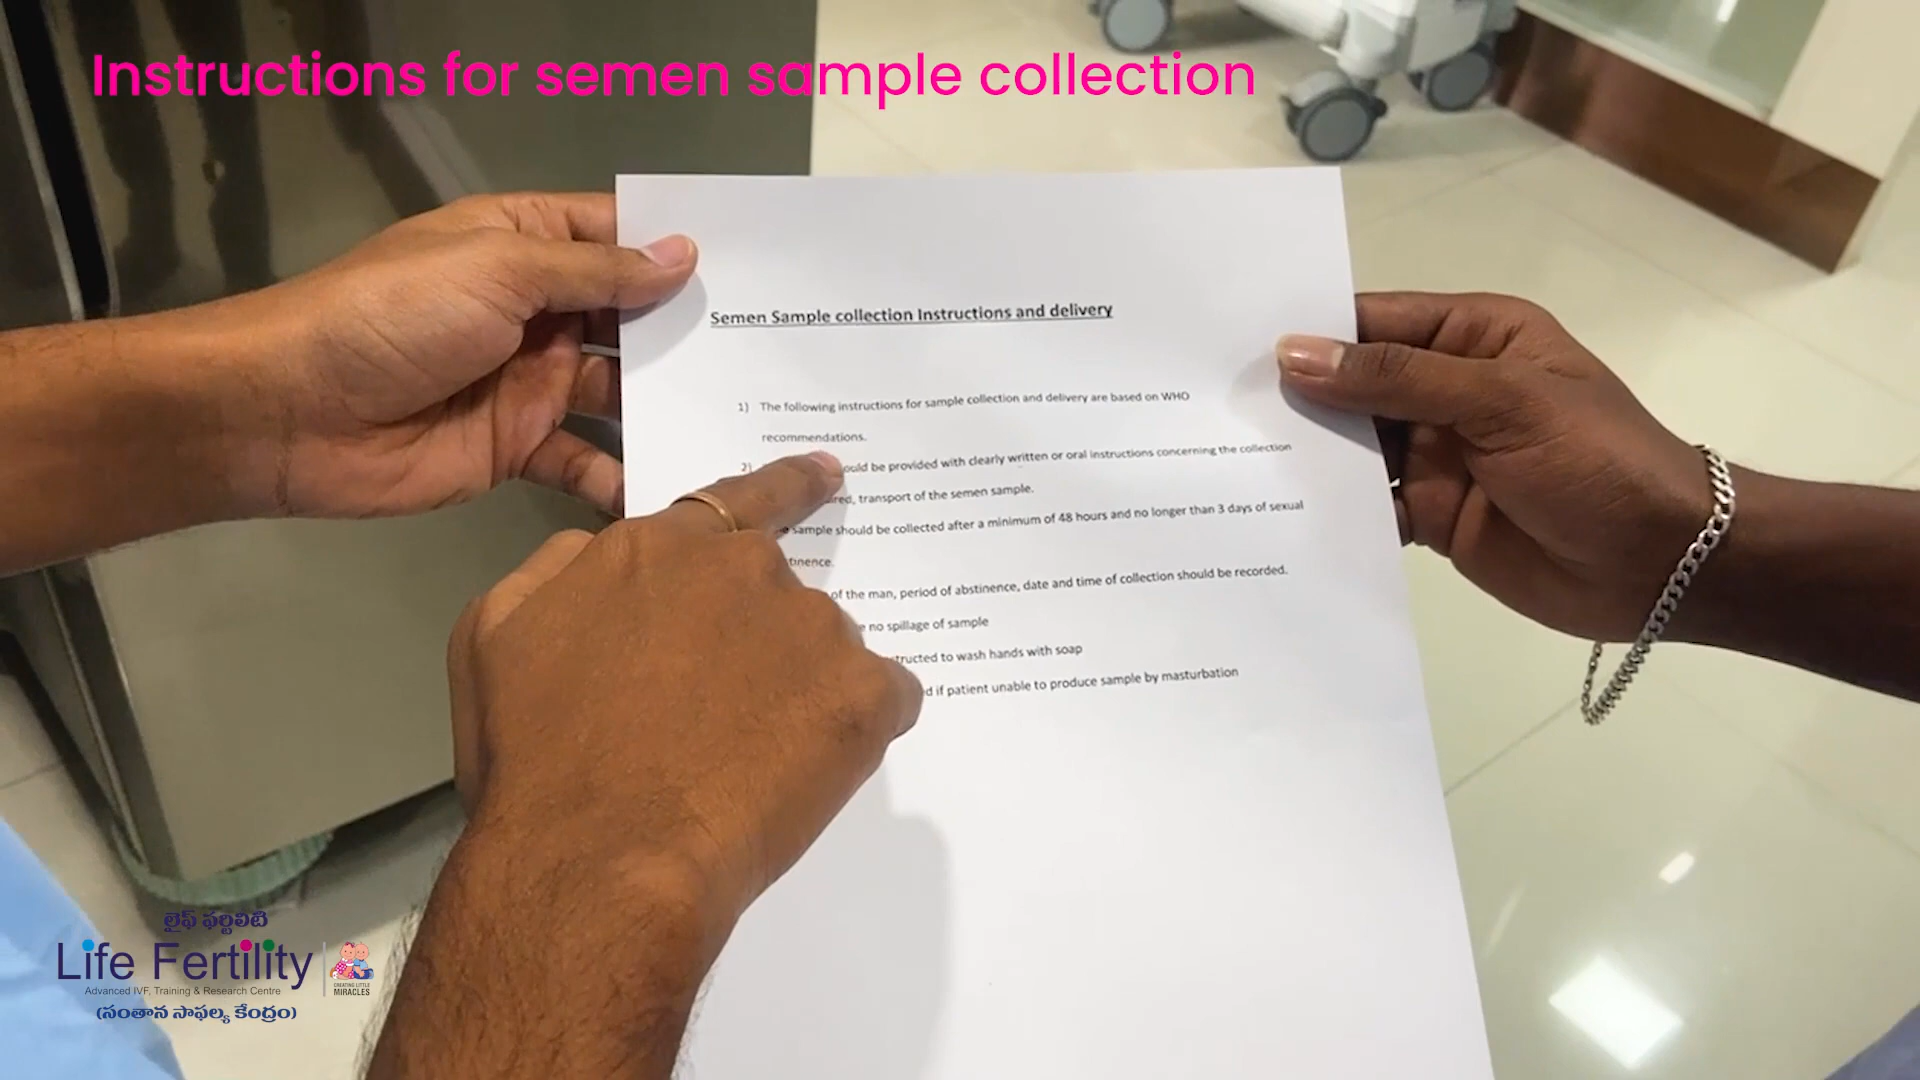 Instructions for semen sample collection
Semen Sample collection Instructions and delivery
1) The following instructions for sample collection and delivery are based on WHO
recommendations.
2) be provided with clearly written or oral instructions concerning the collection
transport of the semen sample.
sample should be collected after a minimum of 48 hours and no longer than 3 days of sexual
of the man, period of abstinence, date and time of collection should be recorded.
no spillage of sample
to wash hands with soap
if patient unable to produce sample by masturbation
లైఫ్ ఫర్టిలిటి
Life Fertility
Advanced IVF, Training & Research Centre
CREATING LITTLE
MIRACLES
(సంతాన సాఫల్య కేంద్రం)